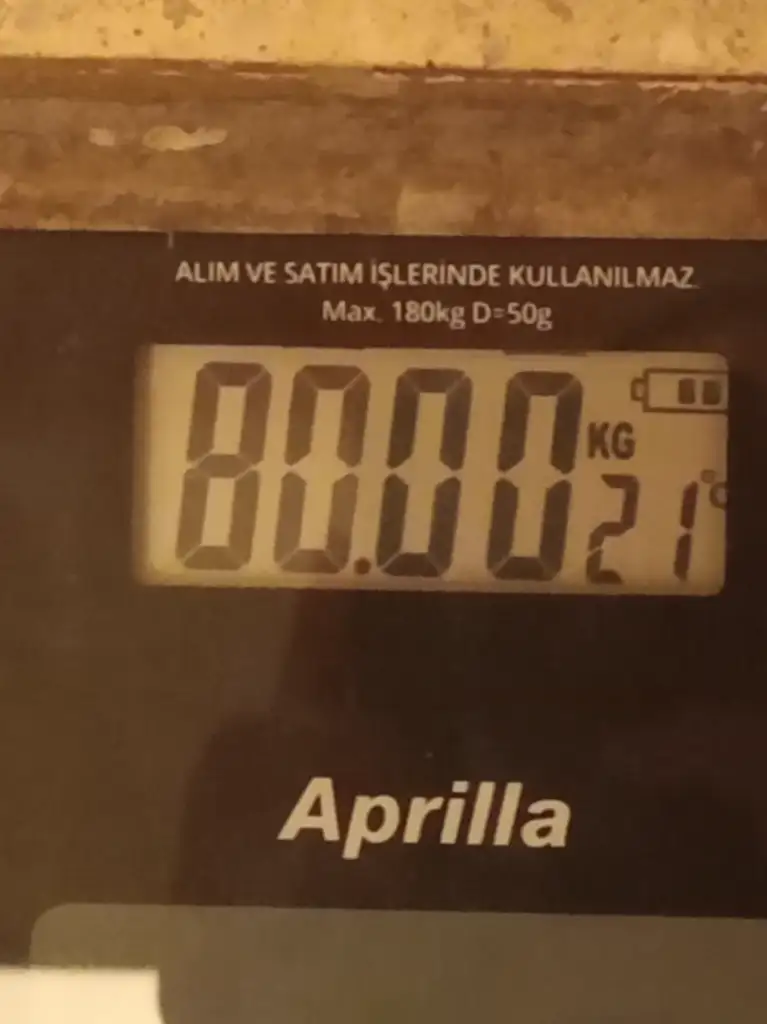 ALIM VE SATIM İŞLERİNDE KULLANILMAZ.
Max. 180kg D=50g
80.00 KG
21°C
Aprilla